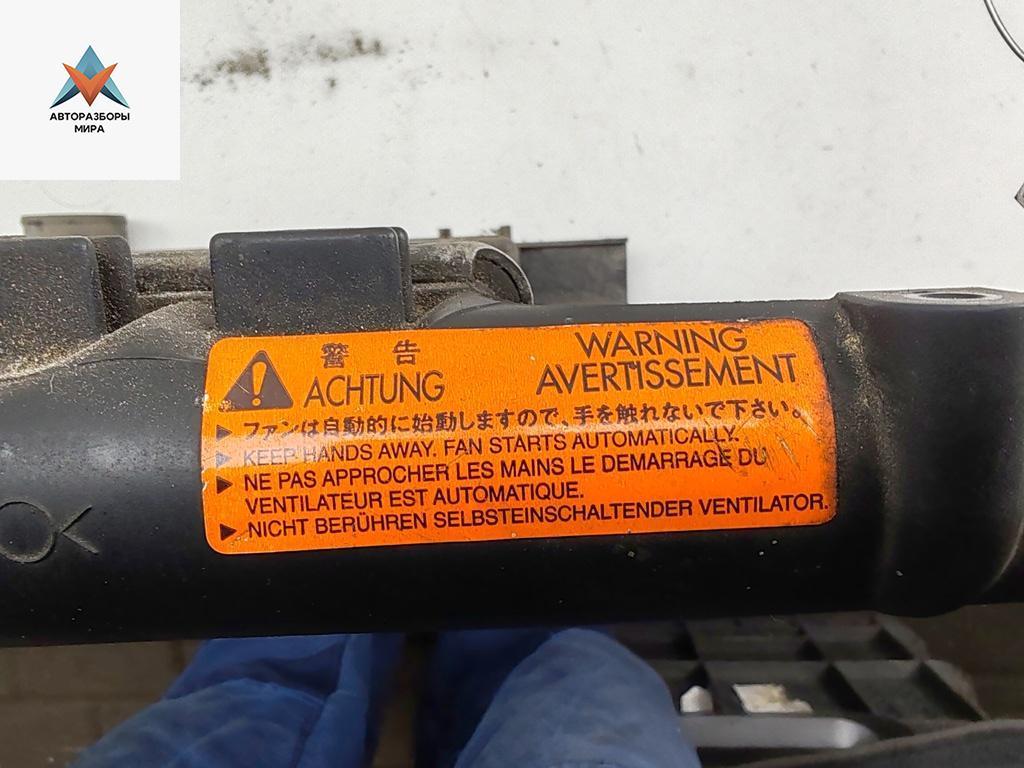 АВТОРАЗБОРЫ
МИРА
警告
ACHTUNG
WARNING
AVERTISSEMENT
ファンは自動的に始動しますので、手を触れないで下さい。
KEEP HANDS AWAY. FAN STARTS AUTOMATICALLY.
NE PAS APPROCHER LES MAINS LE DEMARRAGE DU
VENTILATEUR EST AUTOMATIQUE.
NICHT BERÜHREN SELBSTEINSCHALTENDER VENTILATOR.
OK